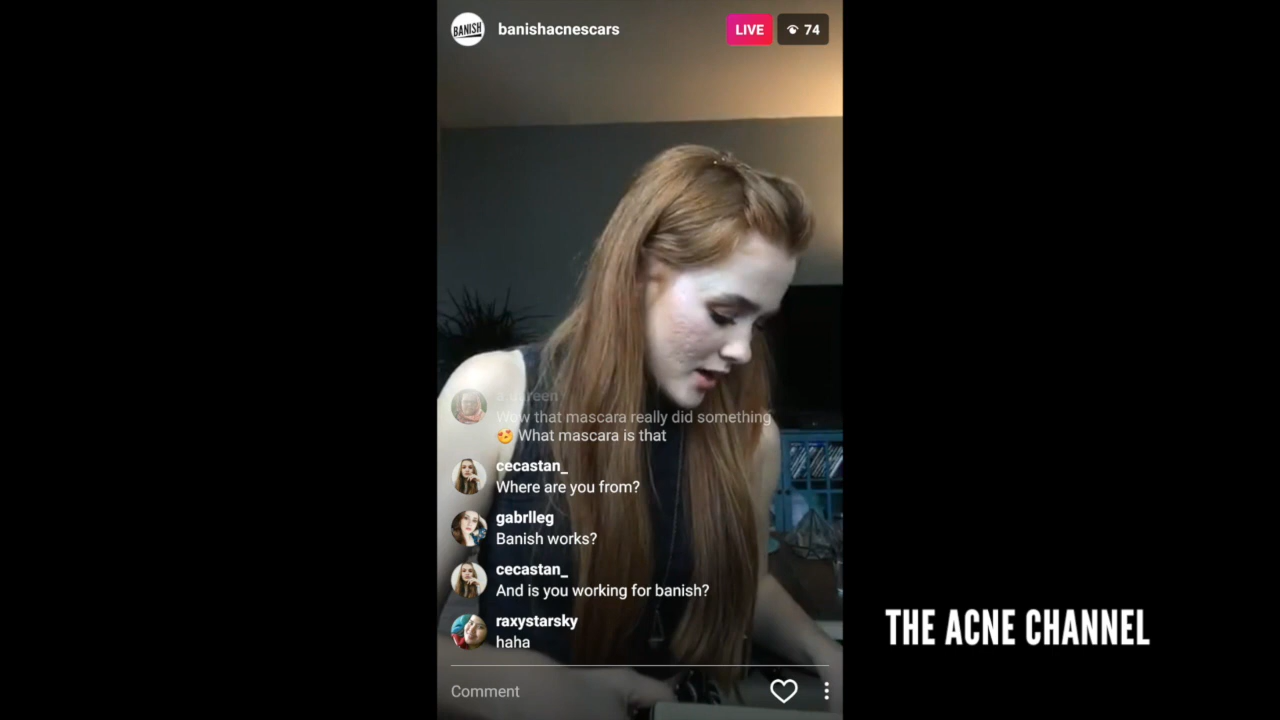 BANISH
banishacnescars
LIVE
74
Wow that mascara really did something
😍 What mascara is that
cecastan_
Where are you from?
gabrlleg
Banish works?
cecastan_
And is you working for banish?
raxystarsky
haha
Comment
THE ACNE CHANNEL